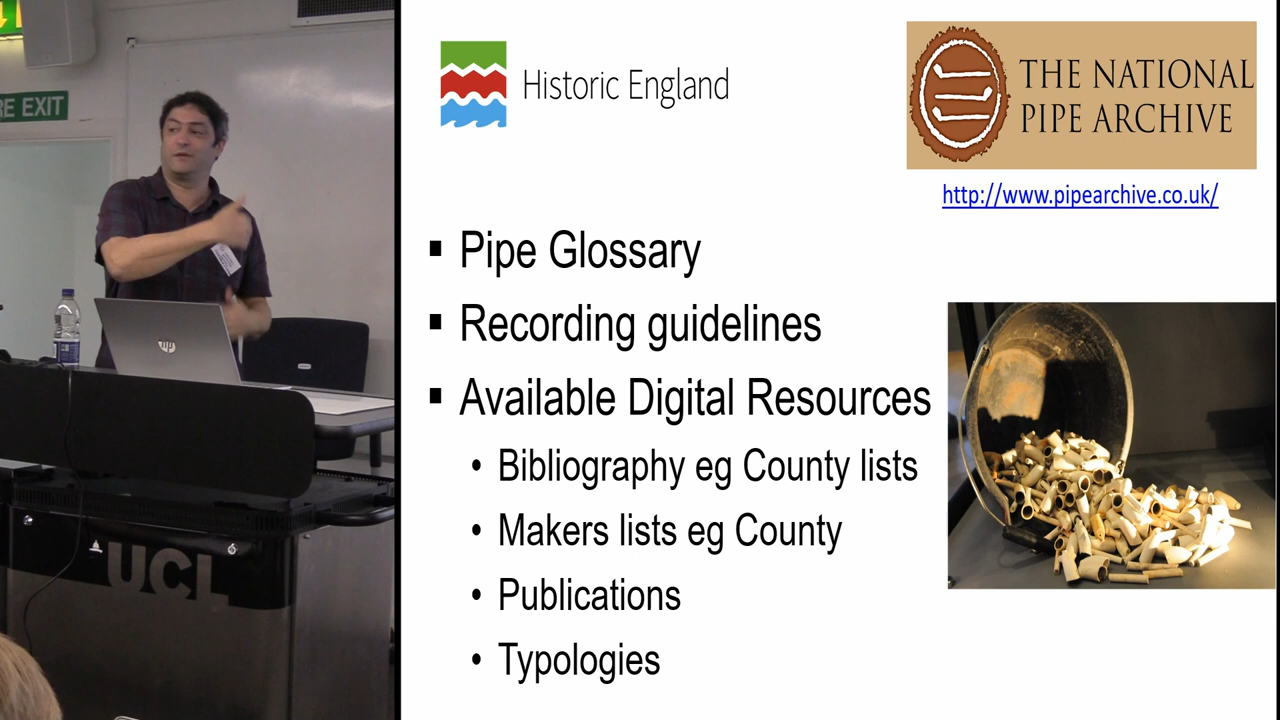 RE EXIT
hp
UCL
Historic England
THE NATIONAL
PIPE ARCHIVE
http://www.pipearchive.co.uk/
▪ Pipe Glossary
▪ Recording guidelines
▪ Available Digital Resources
• Bibliography eg County lists
• Makers lists eg County
• Publications
• Typologies